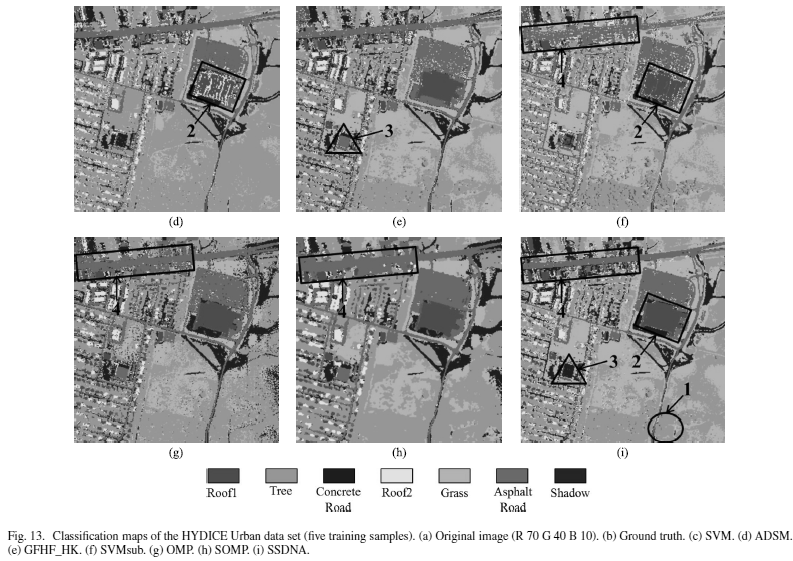 2
(d)
3
(e)
4
2
(f)
4
(g)
4
(h)
4
3
2
1
(i)
Roof1 Tree Concrete Road Roof2 Grass Asphalt Road Shadow
Fig. 13. Classification maps of the HYDICE Urban data set (five training samples). (a) Original image (R 70 G 40 B 10). (b) Ground truth. (c) SVM. (d) ADSM.
(e) GFHF_HK. (f) SVMsub. (g) OMP. (h) SOMP. (i) SSDNA.